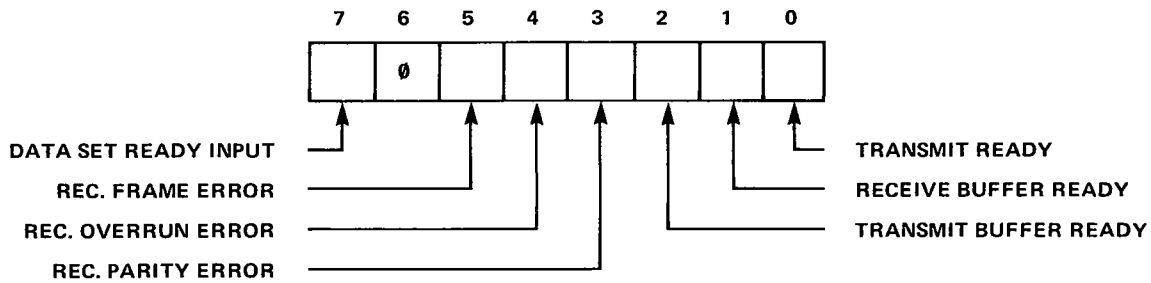 7 6 5 4 3 2 1 0
Ø
DATA SET READY INPUT
REC. FRAME ERROR
REC. OVERRUN ERROR
REC. PARITY ERROR
TRANSMIT READY
RECEIVE BUFFER READY
TRANSMIT BUFFER READY